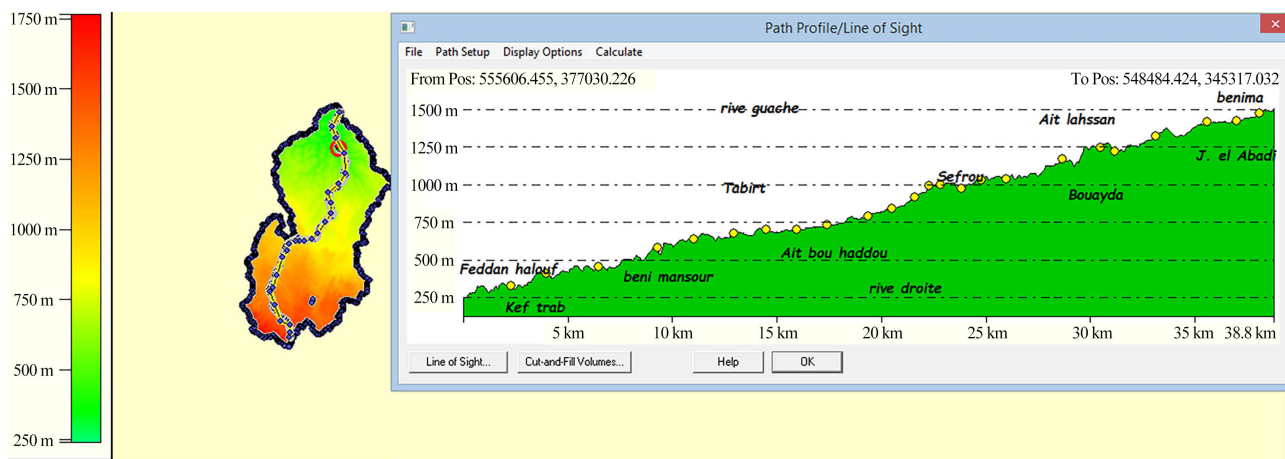 1750 m
1500 m
1250 m
1000 m
750 m
500 m
250 m
Path Profile/Line of Sight
File Path Setup Display Options Calculate
From Pos: 555606.455, 377030.226 To Pos: 548484.424, 345317.032
benima
1500 m
rive guache
Ait lahssan
1250 m
J. el Abadi
1000 m
Tabirt
Sefrou
Bouayda
750 m
Ait bou haddou
500 m
Feddan halouf
beni mansour
rive droite
250 m
Kef trab
5 km 10 km 15 km 20 km 25 km 30 km 35 km 38.8 km
Line of Sight... Cut-and-Fill Volumes... Help OK